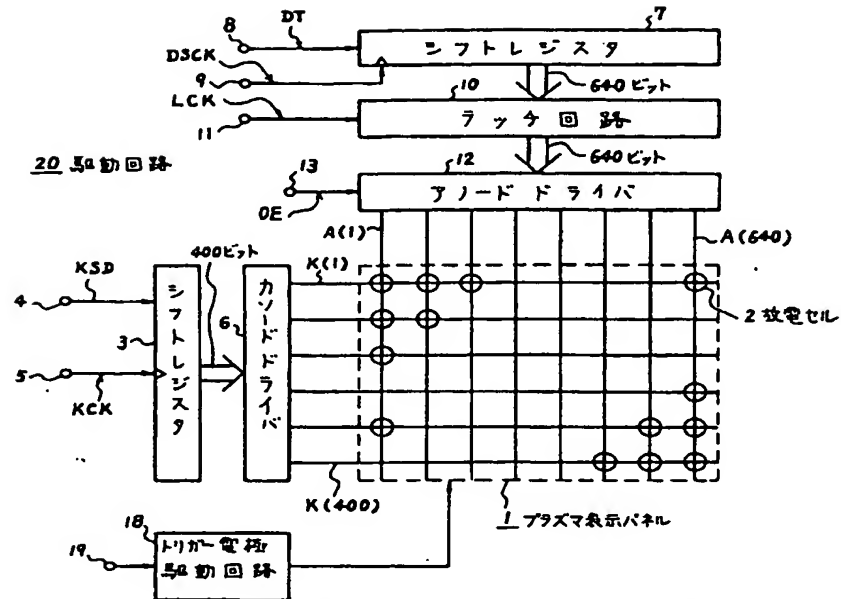 7
8
DT
シフトレジスタ
DSCK
9
10
640ビット
LCK
ラッチ回路
11
12
640ビット
20 駆動回路
13
アノードドライバ
OE
A(1)
A(640)
400ビット
K(1)
KSD
4
シフトレジスタ
3
カソードドライバ
6
2 放電セル
5
KCK
K(400)
1 プラズマ表示パネル
18
トリガー電極
駆動回路
19